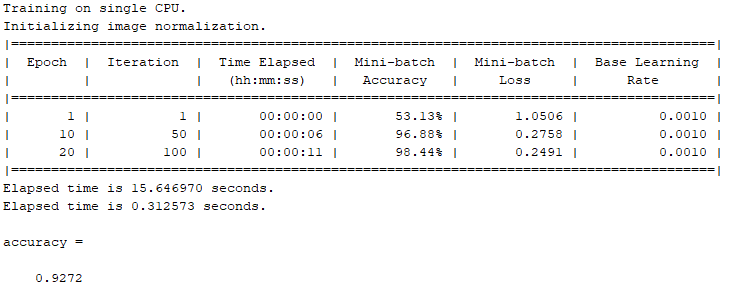 Training on single CPU.
Initializing image normalization.
|========================================================================================|
| Epoch | Iteration | Time Elapsed | Mini-batch | Mini-batch | Base Learning |
| | | (hh:mm:ss) | Accuracy | Loss | Rate |
|========================================================================================|
| 1 | 1 | 00:00:00 | 53.13% | 1.0506 | 0.0010 |
| 10 | 50 | 00:00:06 | 96.88% | 0.2758 | 0.0010 |
| 20 | 100 | 00:00:11 | 98.44% | 0.2491 | 0.0010 |
|========================================================================================|
Elapsed time is 15.646970 seconds.
Elapsed time is 0.312573 seconds.
accuracy =
0.9272